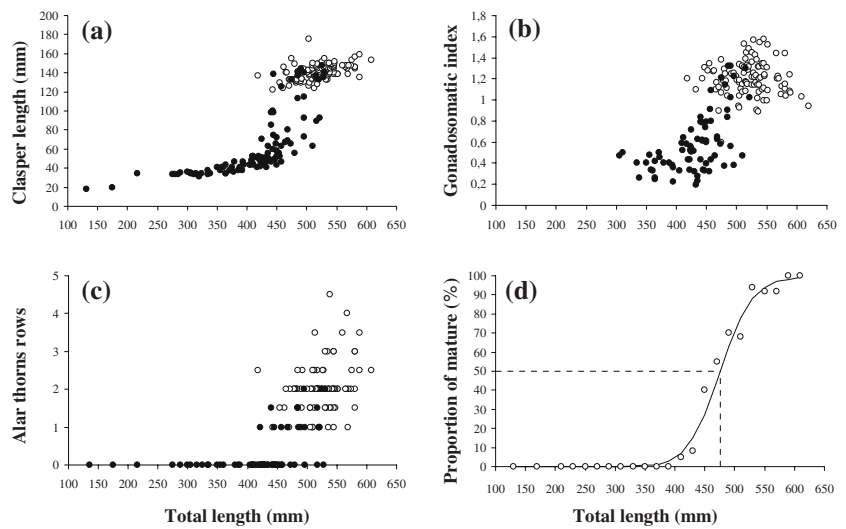 (a)
Clasper length (mm)
200
180
160
140
120
100
80
60
40
20
0
100 150 200 250 300 350 400 450 500 550 600 650
(b)
Gonadosomatic index
1,8
1,6
1,4
1,2
1
0,8
0,6
0,4
0,2
100 150 200 250 300 350 400 450 500 550 600 650
(c)
Alar thorns rows
5
4
3
2
1
0
100 150 200 250 300 350 400 450 500 550 600 650
Total length (mm)
(d)
Proportion of mature (%)
100
90
80
70
60
50
40
30
20
10
0
100 150 200 250 300 350 400 450 500 550 600 650
Total length (mm)